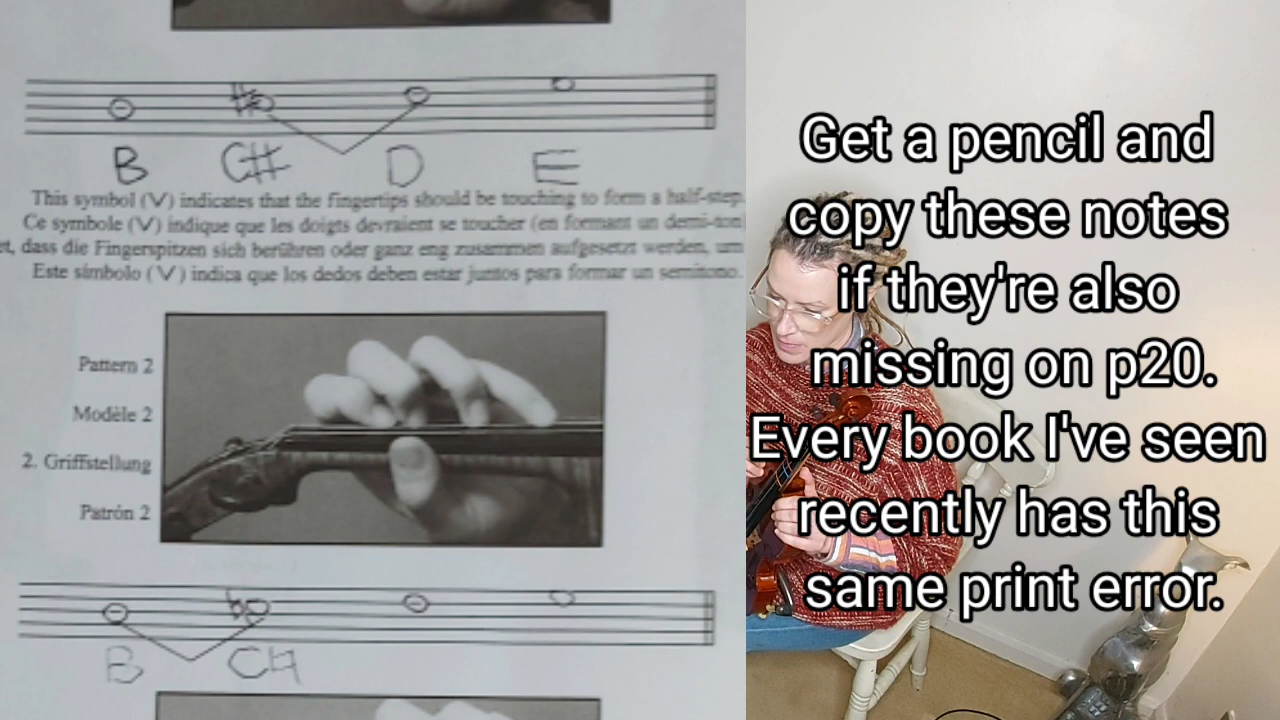 B C# D E
This symbol (V) indicates that the fingertips should be touching to form a half-step
Ce symbole (V) indique que les doigts devraient se toucher (en formant un demi-ton
et, dass die Fingerspitzen sich berühren oder ganz eng zusammen aufgesetzt werden, um
Este símbolo (V) indica que los dedos deben estar juntos para formar un semitono.
Pattern 2
Modèle 2
2. Griffstellung
Patrón 2
B C♮
Get a pencil and
copy these notes
if they're also
missing on p20.
Every book I've seen
recently has this
same print error.